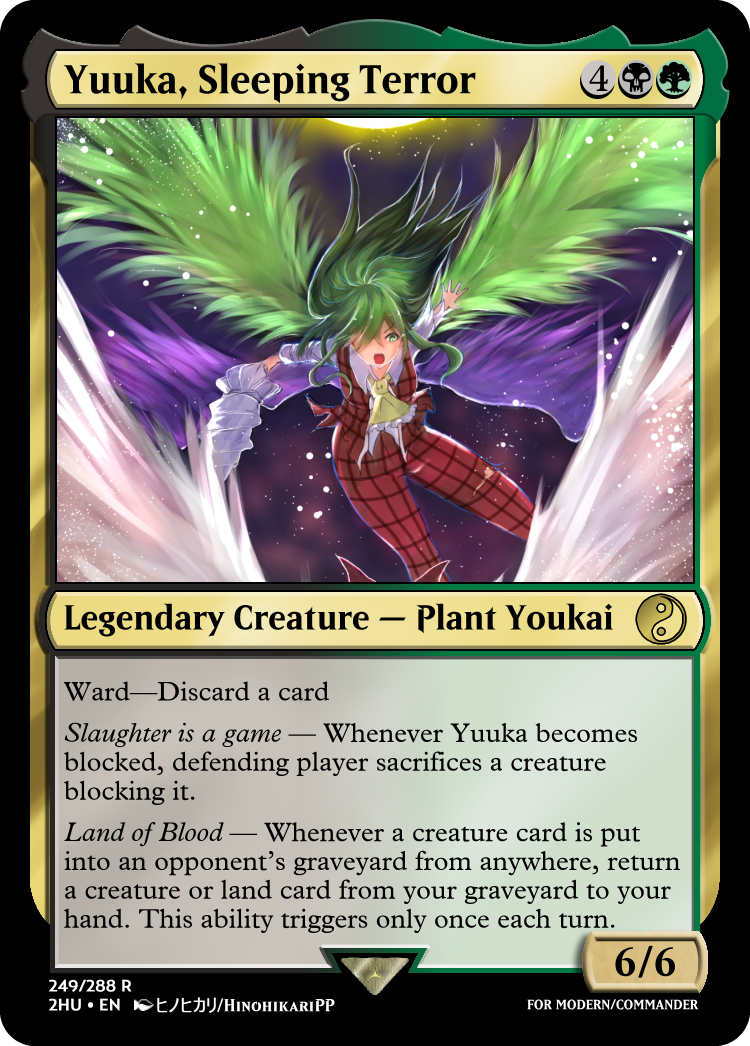 Yuuka, Sleeping Terror 4
Legendary Creature — Plant Youkai
Ward—Discard a card
Slaughter is a game — Whenever Yuuka becomes
blocked, defending player sacrifices a creature
blocking it.
Land of Blood — Whenever a creature card is put
into an opponent's graveyard from anywhere, return
a creature or land card from your graveyard to your
hand. This ability triggers only once each turn.
6/6
249/288 R
2HU • EN ヒノヒカリ/HinohikariPP
FOR MODERN/COMMANDER